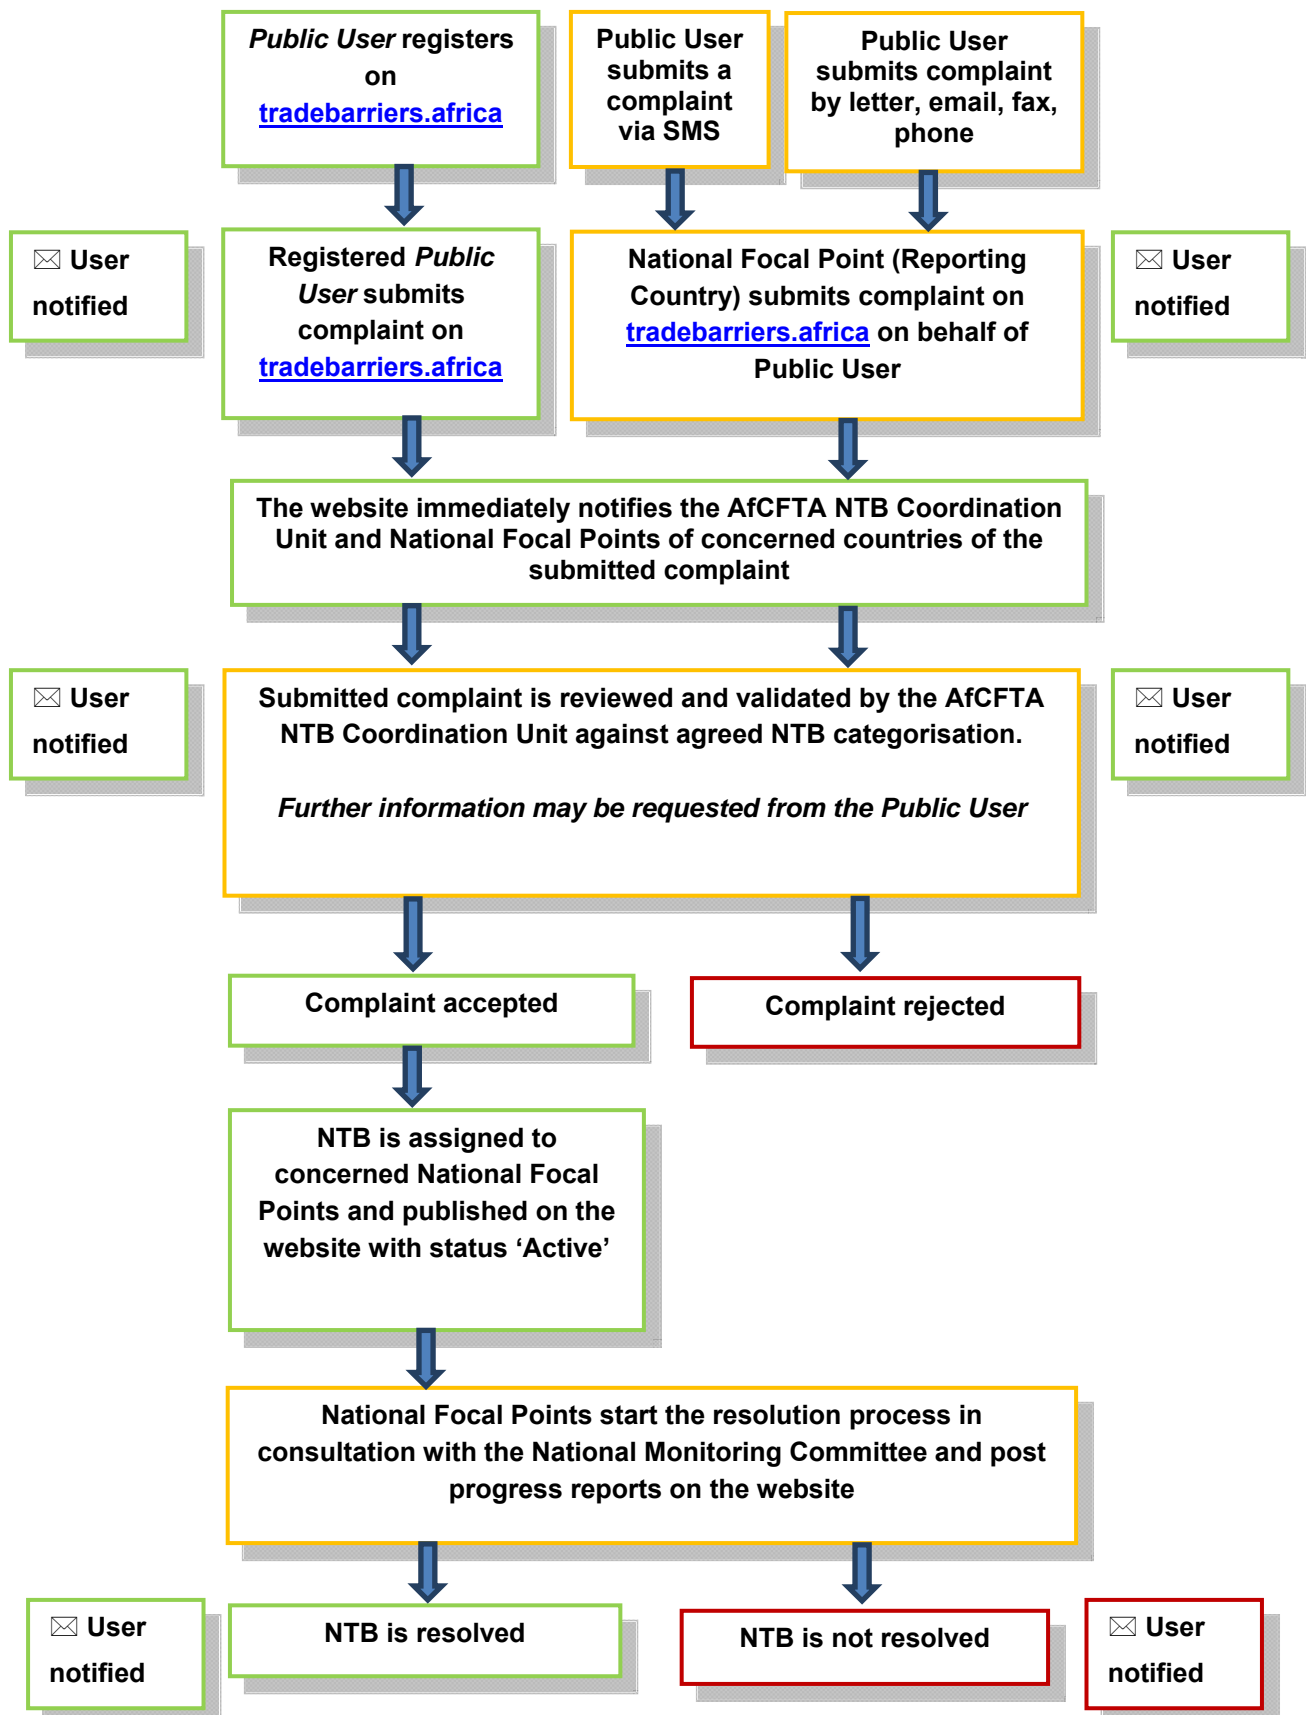 Public User registers
on
tradebarriers.africa
Public User
submits a
complaint
via SMS
Public User
submits complaint
by letter, email, fax,
phone
✉ User
notified
Registered Public
User submits
complaint on
tradebarriers.africa
National Focal Point (Reporting
Country) submits complaint on
tradebarriers.africa on behalf of
Public User
✉ User
notified
The website immediately notifies the AfCFTA NTB Coordination
Unit and National Focal Points of concerned countries of the
submitted complaint
✉ User
notified
Submitted complaint is reviewed and validated by the AfCFTA
NTB Coordination Unit against agreed NTB categorisation.
Further information may be requested from the Public User
✉ User
notified
Complaint accepted
Complaint rejected
NTB is assigned to
concerned National Focal
Points and published on the
website with status ‘Active’
National Focal Points start the resolution process in
consultation with the National Monitoring Committee and post
progress reports on the website
✉ User
notified
NTB is resolved
NTB is not resolved
✉ User
notified